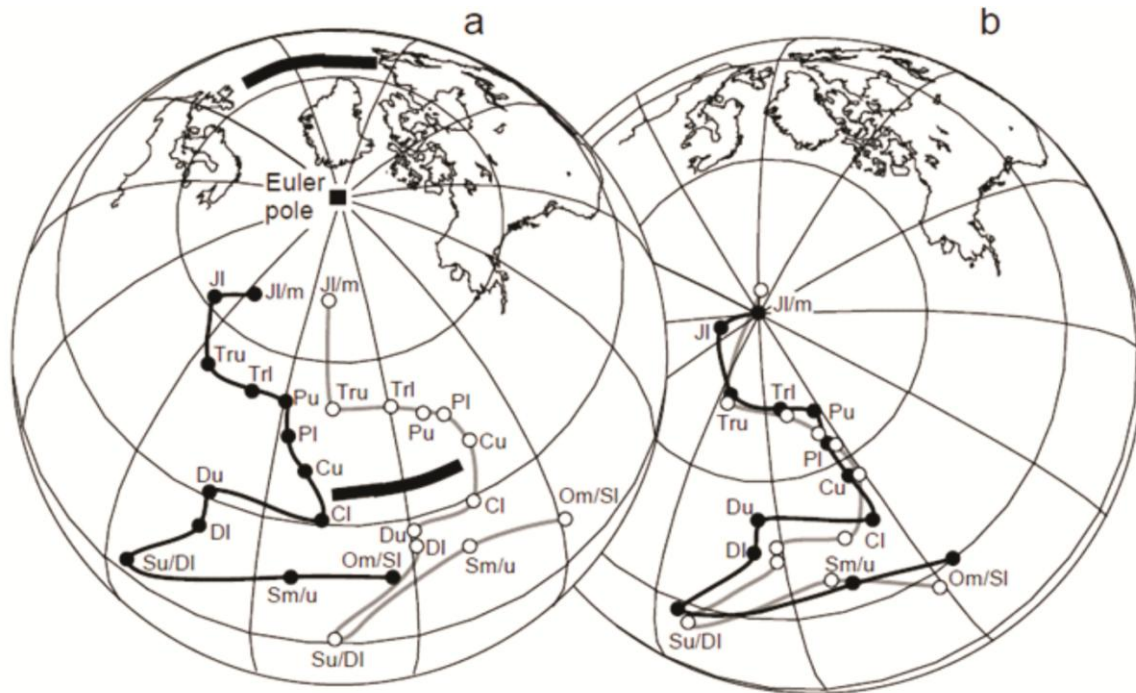 a
b
Euler
pole
Jl
Jl/m
Jl/m
Tru
Trl
Pu
Pl
Cu
Cl
Du
Dl
Su/Dl
Sm/u
Om/Sl
Tru
Trl
Pu
Pl
Cu
Cl
Du
Dl
Sm/u
Om/Sl
Su/Dl
Jl/m
Jl
Tru
Trl
Pu
Pl
Cu
Cl
Du
Dl
Sm/u
Om/Sl
Su/Dl